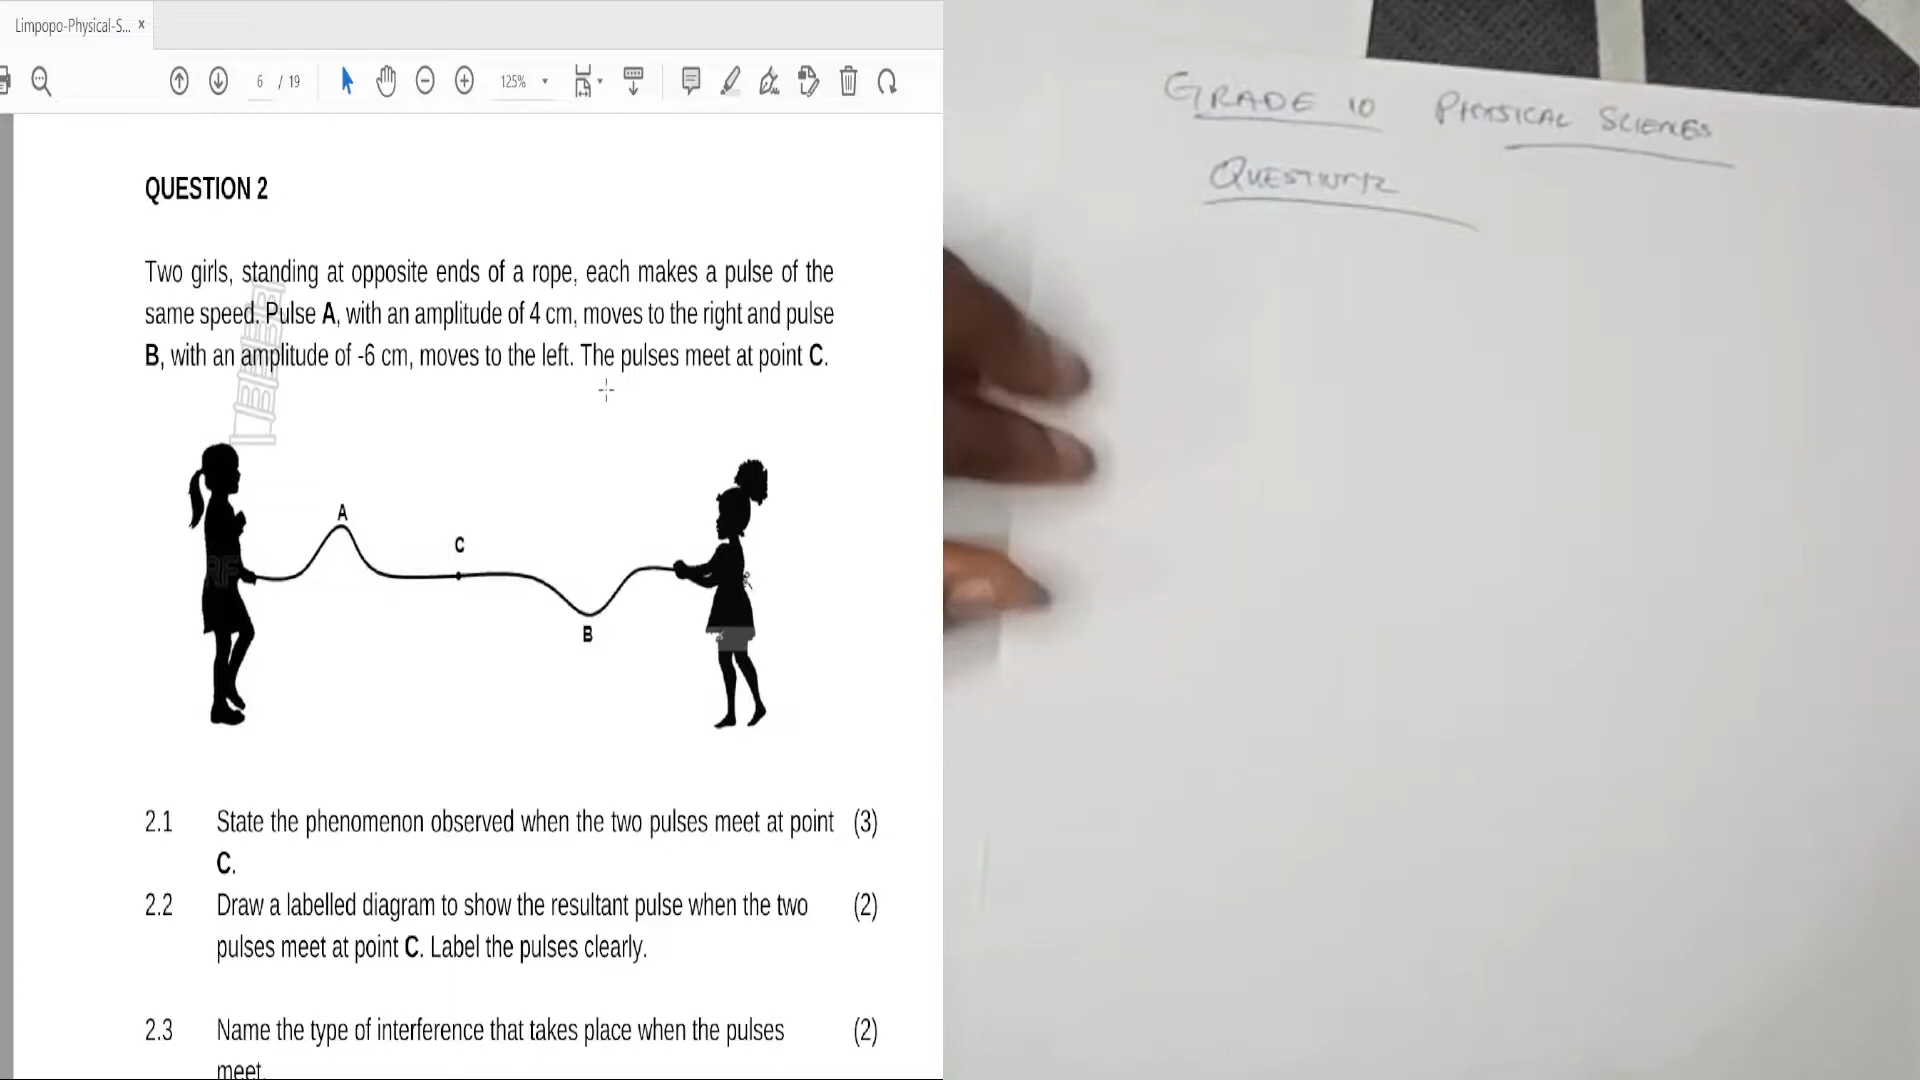 Limpopo-Physical-S... ×
6 / 19
125%
QUESTION 2
Two girls, standing at opposite ends of a rope, each makes a pulse of the
same speed. Pulse A, with an amplitude of 4 cm, moves to the right and pulse
B, with an amplitude of -6 cm, moves to the left. The pulses meet at point C.
A
C
B
2.1 State the phenomenon observed when the two pulses meet at point (3)
C.
2.2 Draw a labelled diagram to show the resultant pulse when the two (2)
pulses meet at point C. Label the pulses clearly.
2.3 Name the type of interference that takes place when the pulses (2)
meet.
GRADE 10 PHYSICAL SCIENCES